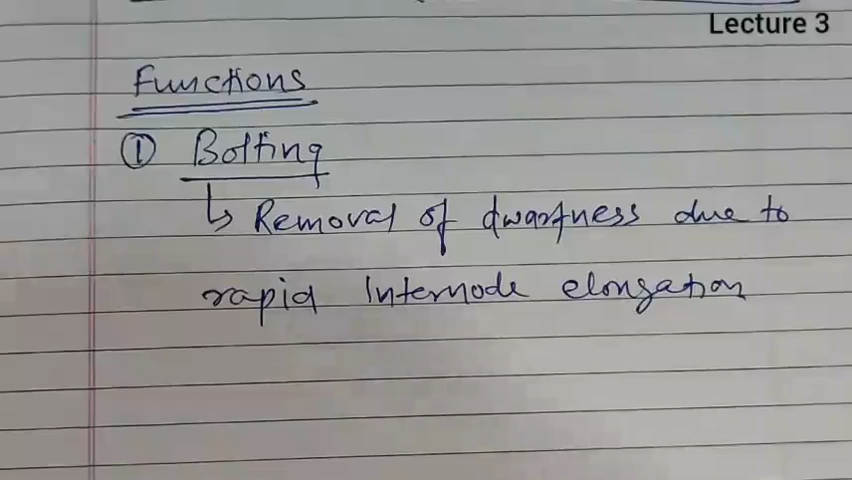 Lecture 3
Functions
① Bolting
↳ Removal of dwarfness due to
rapid Internode elongation